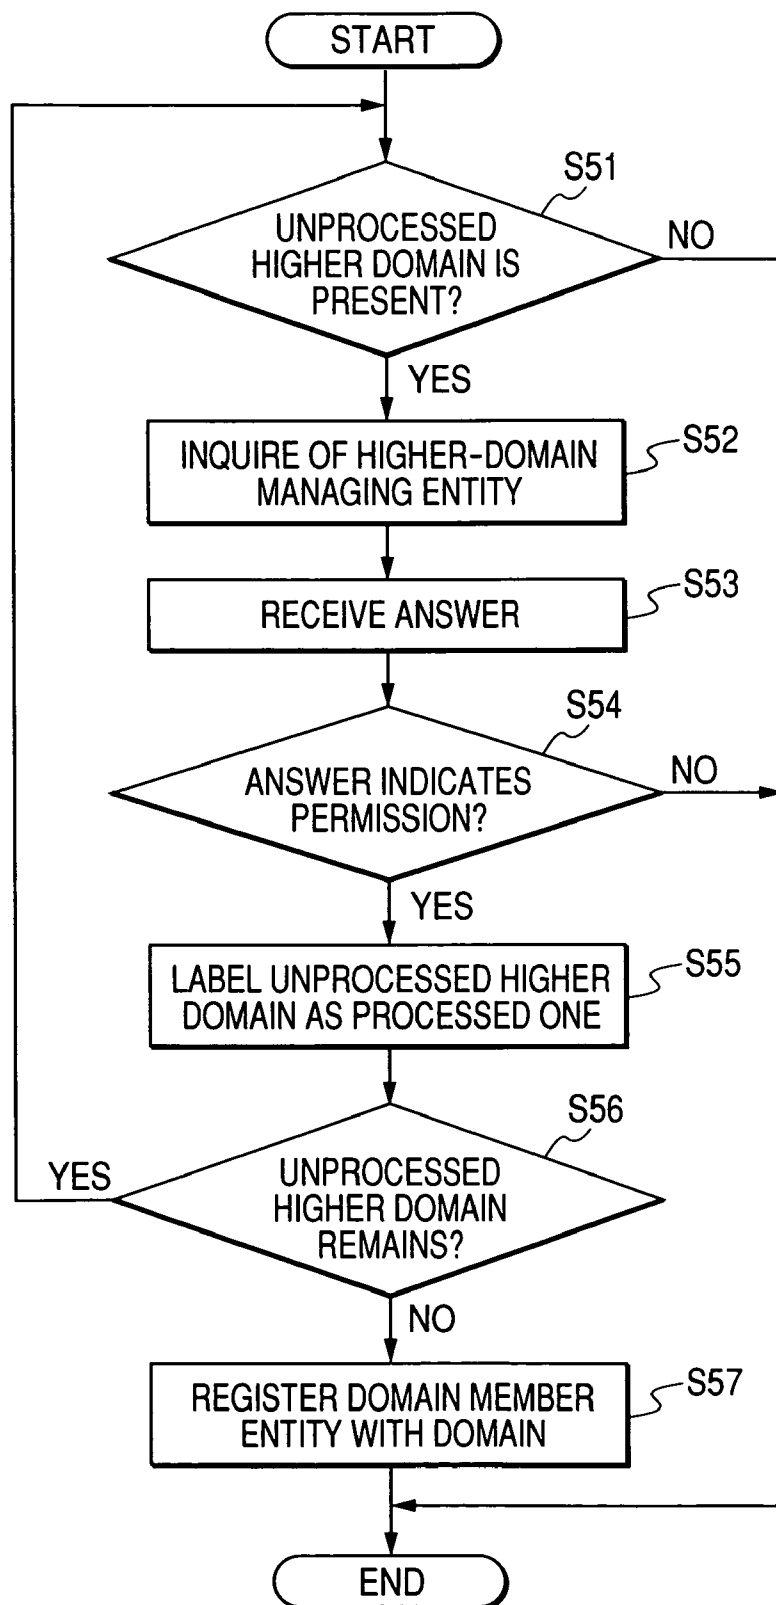 START
S51
UNPROCESSED
HIGHER DOMAIN IS
PRESENT?
NO
YES
S52
INQUIRE OF HIGHER-DOMAIN
MANAGING ENTITY
S53
RECEIVE ANSWER
S54
ANSWER INDICATES
PERMISSION?
NO
YES
S55
LABEL UNPROCESSED HIGHER
DOMAIN AS PROCESSED ONE
S56
YES
UNPROCESSED
HIGHER DOMAIN
REMAINS?
NO
S57
REGISTER DOMAIN MEMBER
ENTITY WITH DOMAIN
END